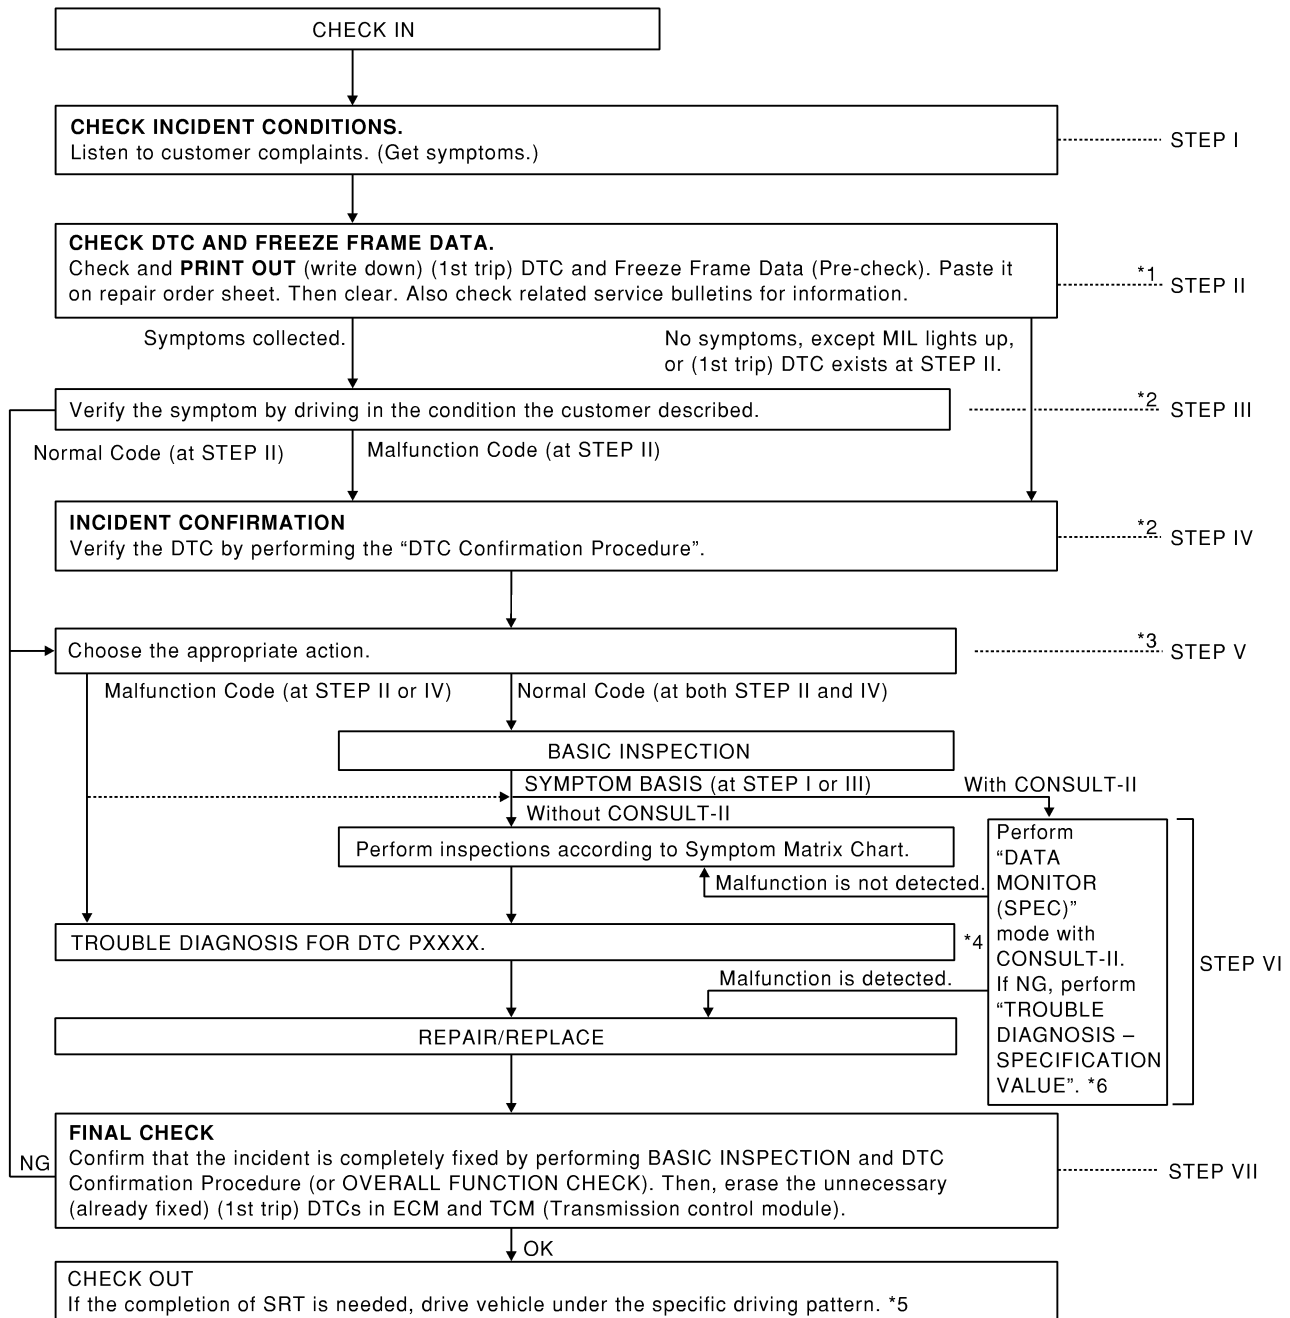 CHECK IN
CHECK INCIDENT CONDITIONS.
Listen to customer complaints. (Get symptoms.)
STEP I
CHECK DTC AND FREEZE FRAME DATA.
Check and PRINT OUT (write down) (1st trip) DTC and Freeze Frame Data (Pre-check). Paste it
on repair order sheet. Then clear. Also check related service bulletins for information.
*1
STEP II
Symptoms collected.
No symptoms, except MIL lights up,
or (1st trip) DTC exists at STEP II.
Verify the symptom by driving in the condition the customer described.
*2
STEP III
Normal Code (at STEP II)
Malfunction Code (at STEP II)
INCIDENT CONFIRMATION
Verify the DTC by performing the “DTC Confirmation Procedure”.
*2
STEP IV
Choose the appropriate action.
*3
STEP V
Malfunction Code (at STEP II or IV)
Normal Code (at both STEP II and IV)
BASIC INSPECTION
SYMPTOM BASIS (at STEP I or III)
With CONSULT-II
Without CONSULT-II
Perform inspections according to Symptom Matrix Chart.
Malfunction is not detected.
TROUBLE DIAGNOSIS FOR DTC PXXXX.
*4
Malfunction is detected.
Perform
“DATA
MONITOR
(SPEC)”
mode with
CONSULT-II.
If NG, perform
“TROUBLE
DIAGNOSIS –
SPECIFICATION
VALUE”. *6
STEP VI
REPAIR/REPLACE
FINAL CHECK
Confirm that the incident is completely fixed by performing BASIC INSPECTION and DTC
Confirmation Procedure (or OVERALL FUNCTION CHECK). Then, erase the unnecessary
(already fixed) (1st trip) DTCs in ECM and TCM (Transmission control module).
NG
STEP VII
OK
CHECK OUT
If the completion of SRT is needed, drive vehicle under the specific driving pattern. *5